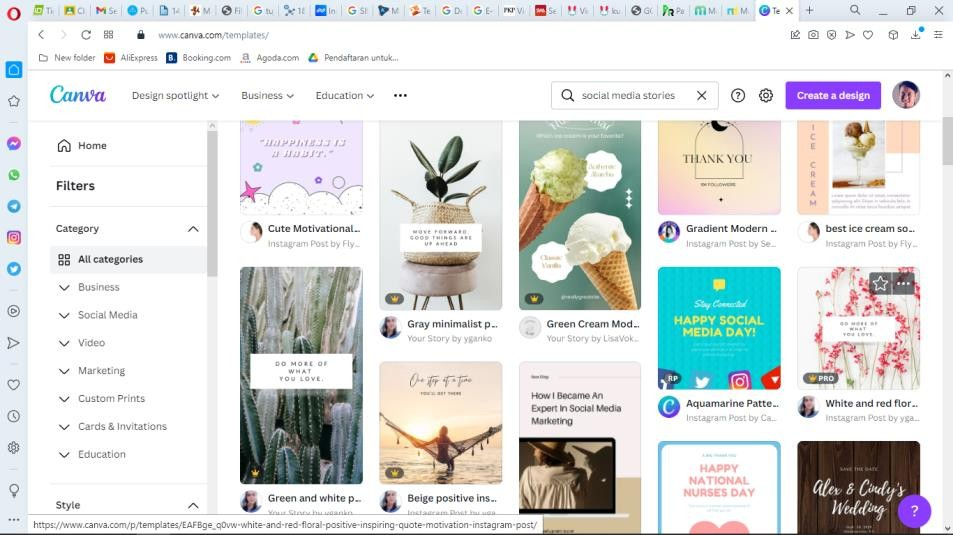 www.canva.com/templates/
New folder
AliExpress
Booking.com
Agoda.com
Pendaftaran untuk...
Canva
Design spotlight
Business
Education
social media stories
Create a design
Home
Filters
Category
All categories
Business
Social Media
Video
Marketing
Custom Prints
Cards & Invitations
Education
Style
"HAPPINESS IS
A HABIT."
Cute Motivational...
Instagram Post by Fly...
MOVE FORWARD.
GOOD THINGS ARE
UP AHEAD
Gray minimalist p...
Your Story by yganko
Which ice cream is your favorite?
Authentic
Classic
Vanilla
@reallygreatsite
Green Cream Mod...
Your Story by LisaVok...
THANK YOU
10K FOLLOWERS
Gradient Modern ...
Instagram Post by Se...
ICE CREAM
best ice cream so...
Instagram Post by Fly...
DO MORE OF
WHAT
YOU LOVE.
Green and white p...
Your Story by yganko
One step at a time
YOU'LL GET THERE
Beige positive ins...
Your Story by yga...
How I Became An
Expert In Social Media
Marketing
Stay Connected
HAPPY SOCIAL
MEDIA DAY!
RP
Aquamarine Patte...
Instagram Post by Ca...
DO MORE OF
WHAT
YOU LOVE.
PRO
White and red flor...
Instagram Post by yga...
A BIG THANK YOU
HAPPY
NATIONAL
NURSES DAY
SAVE THE DATE
Alex & Cindy's
Wedding
?
https://www.canva.com/p/templates/EAFBge_q0vw-white-and-red-floral-positive-inspiring-quote-motivation-instagram-post/